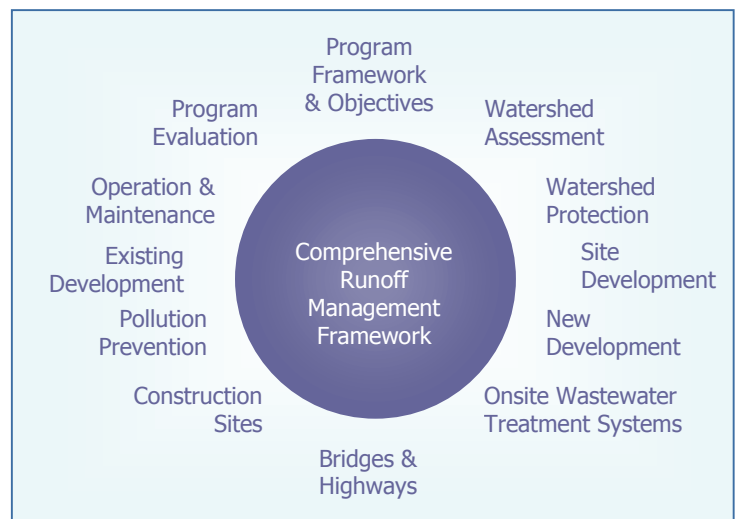 Program
Framework
& Objectives
Watershed
Assessment
Watershed
Protection
Site
Development
New
Development
Onsite Wastewater
Treatment Systems
Bridges &
Highways
Construction
Sites
Pollution
Prevention
Existing
Development
Operation &
Maintenance
Program
Evaluation
Comprehensive
Runoff
Management
Framework